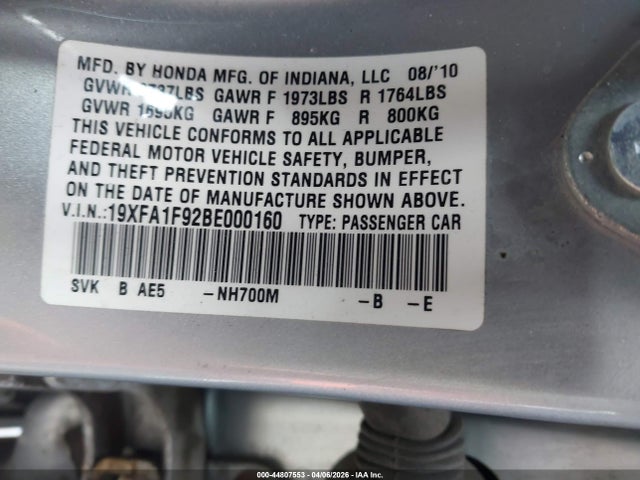 MFD. BY HONDA MFG. OF INDIANA, LLC 08/'10
GVWR LBS GAWR F 1973LBS R 1764LBS
GVWR KG GAWR F 895KG R 800KG
THIS VEHICLE CONFORMS TO ALL APPLICABLE
FEDERAL MOTOR VEHICLE SAFETY, BUMPER,
AND THEFT PREVENTION STANDARDS IN EFFECT
ON THE DATE OF MANUFACTURE SHOWN ABOVE.
V.I.N.:19XFA1F92BE000160 TYPE: PASSENGER CAR
SVK B AE5 -NH700M -B -E
000-44807553 - 04/06/2026 - IAA Inc.